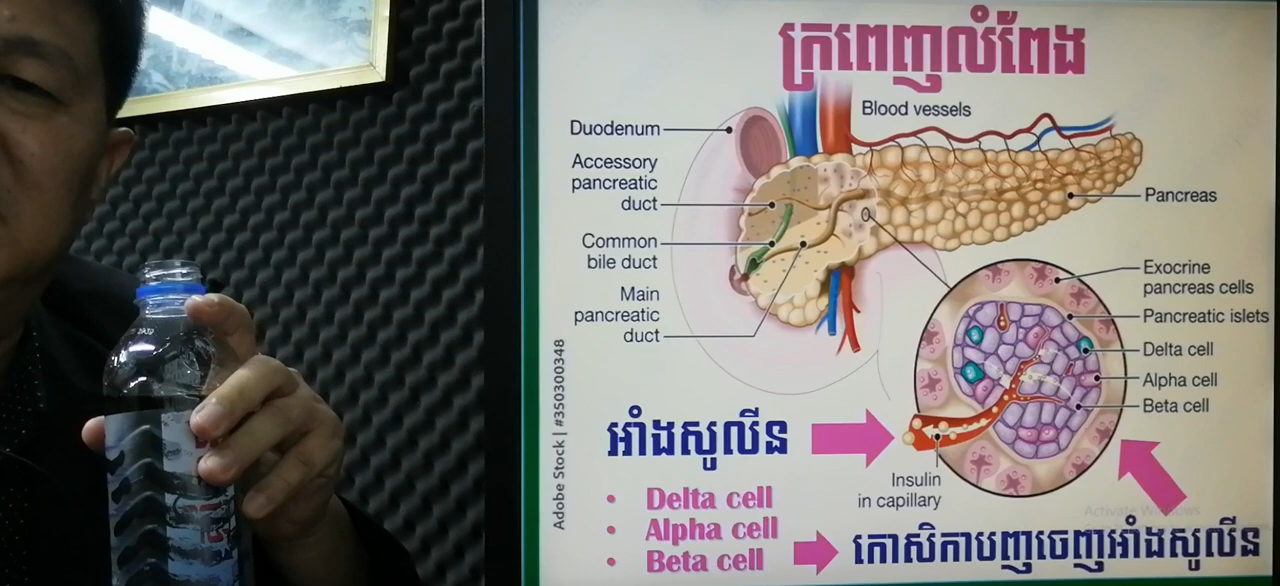 ក្រពេញលំពែង
Blood vessels
Duodenum
Accessory
pancreatic
duct
Pancreas
Common
bile duct
Main
pancreatic
duct
Exocrine
pancreas cells
Pancreatic islets
Delta cell
Alpha cell
Beta cell
អាំងសូលីន
Insulin
in capillary
• Delta cell
• Alpha cell
• Beta cell
កោសិកាបញ្ចេញអាំងសូលីន
Activate Windows
Adobe Stock | #350300348